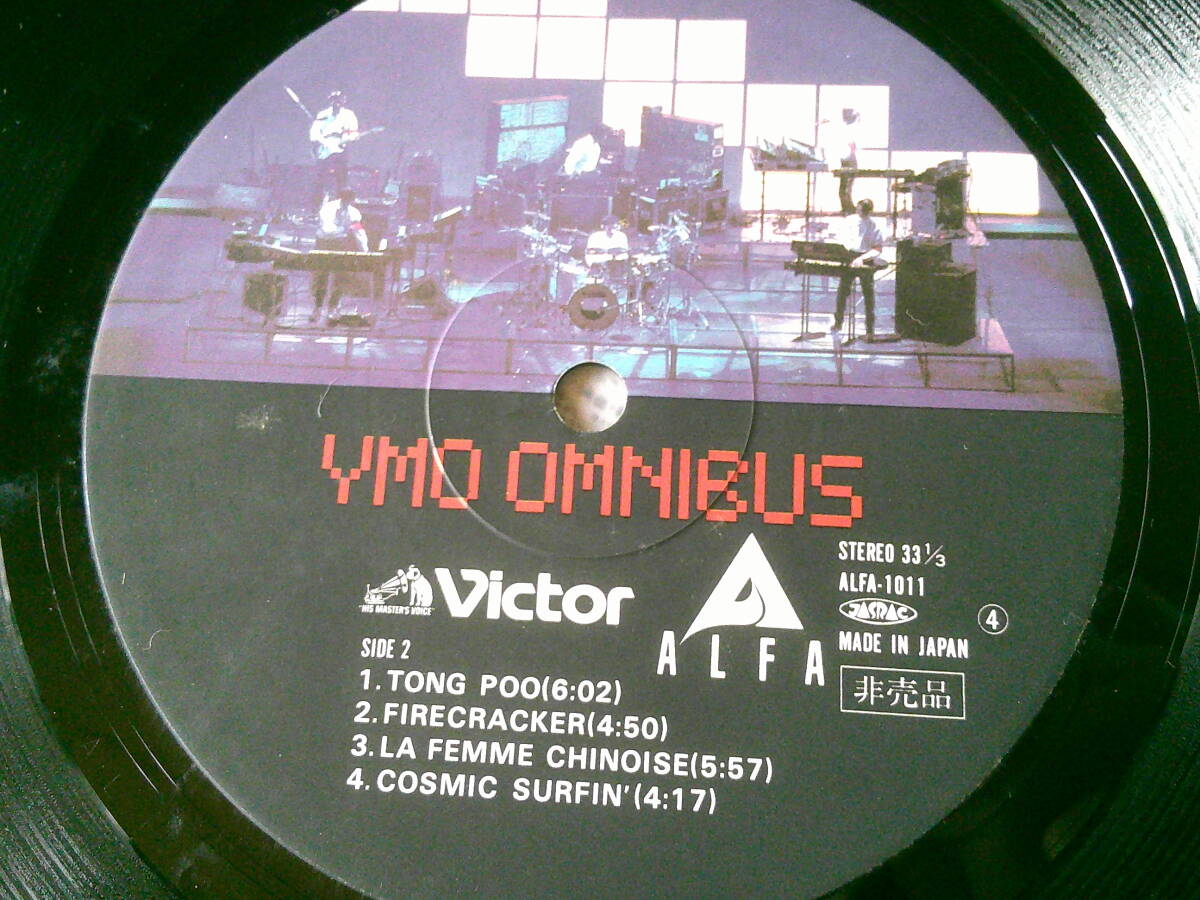 YMO OMNIBUS
"HIS MASTER'S VOICE"
Victor
ALFA
STEREO 33 1/3
ALFA-1011
JASRAC
4
MADE IN JAPAN
非売品
SIDE 2
1. TONG POO(6:02)
2. FIRECRACKER(4:50)
3. LA FEMME CHINOISE(5:57)
4. COSMIC SURFIN'(4:17)